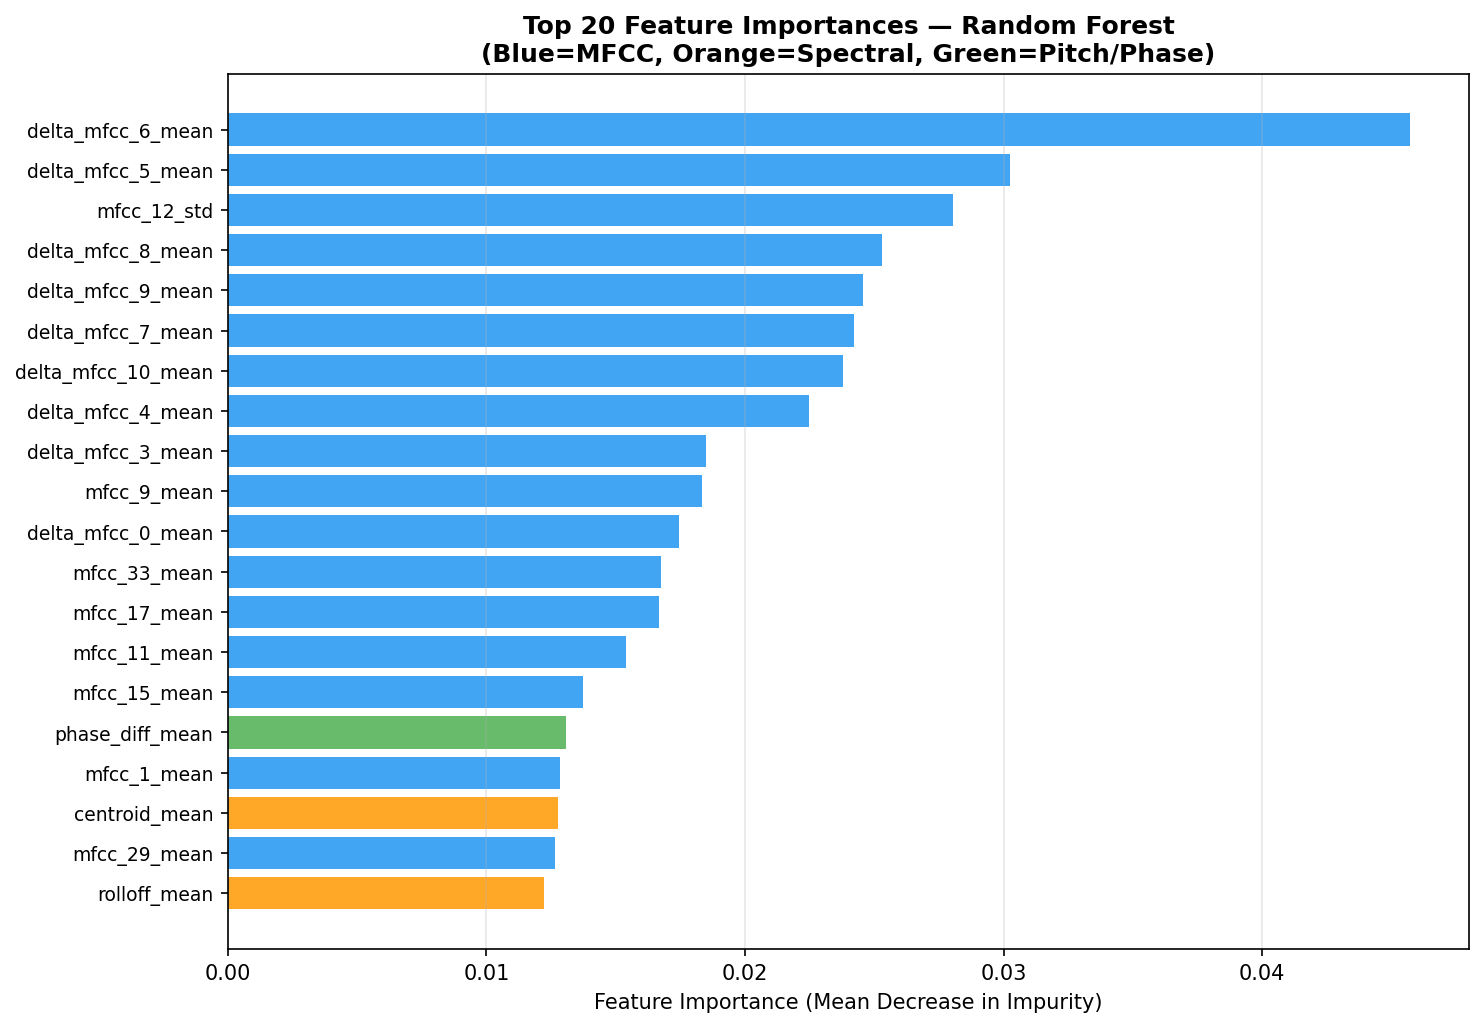 Top 20 Feature Importances — Random Forest
(Blue=MFCC, Orange=Spectral, Green=Pitch/Phase)
delta_mfcc_6_mean
delta_mfcc_5_mean
mfcc_12_std
delta_mfcc_8_mean
delta_mfcc_9_mean
delta_mfcc_7_mean
delta_mfcc_10_mean
delta_mfcc_4_mean
delta_mfcc_3_mean
mfcc_9_mean
delta_mfcc_0_mean
mfcc_33_mean
mfcc_17_mean
mfcc_11_mean
mfcc_15_mean
phase_diff_mean
mfcc_1_mean
centroid_mean
mfcc_29_mean
rolloff_mean
0.00 0.01 0.02 0.03 0.04
Feature Importance (Mean Decrease in Impurity)